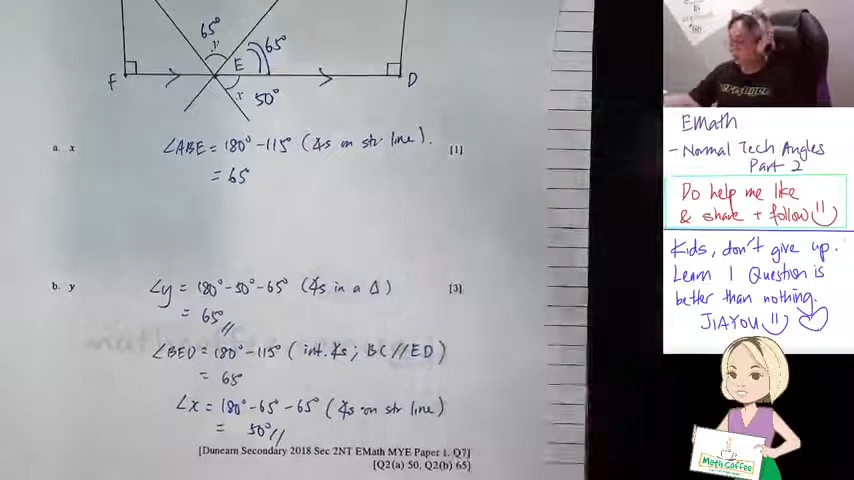 65°
y
65°
F
E
D
x
50°
a. x
∠ABE = 180° - 115° (∡s on str line).
[1]
= 65
b. y
∠y = 180° - 50° - 65° (∡s in a Δ)
[3]
= 65°//
∠BED = 180° - 115° (int. ∡s; BC//ED)
= 65°
∠x = 180° - 65° - 65° (∡s on str line)
= 50°//
[Dunearn Secondary 2018 Sec 2NT EMath MYE Paper 1. Q7]
[Q2(a) 50, Q2(b) 65]
EMath
- Normal Tech Angles
Part 2
Do help me like
& share + follow
Kids, don't give up.
Learn 1 Question is
better than nothing.
JIAYOU
Math Coffee